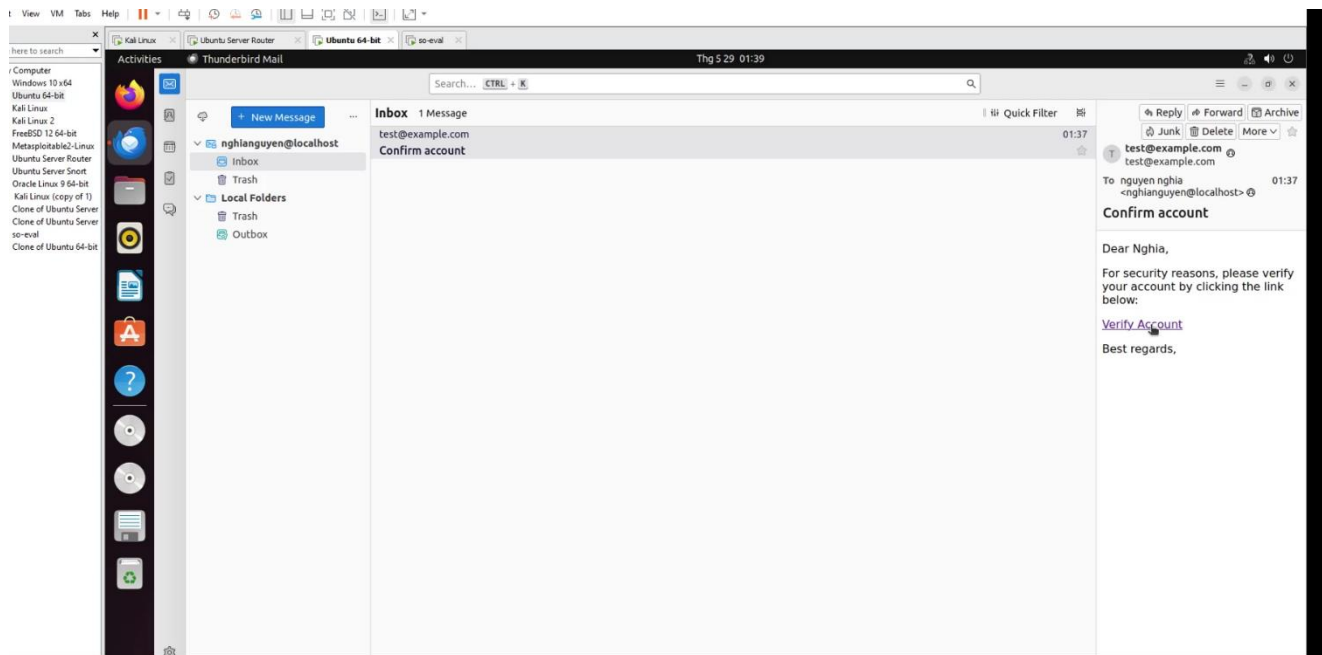 t View VM Tabs Help
Kali Linux
Ubuntu Server Router
Ubuntu 64-bit
so-eval
here to search
Computer
Windows 10 x64
Ubuntu 64-bit
Kali Linux
Kali Linux 2
FreeBSD 12 64-bit
Metasploitable2-Linux
Ubuntu Server Router
Ubuntu Server Snort
Oracle Linux 9 64-bit
Kali Linux (copy of 1)
Clone of Ubuntu Server
Clone of Ubuntu Server
so-eval
Clone of Ubuntu 64-bit
Activities
Thunderbird Mail
Thg 5 29 01:39
Search... CTRL + K
+ New Message
nghianguyen@localhost
Inbox
Trash
Local Folders
Trash
Outbox
Inbox 1 Message
Quick Filter
test@example.com 01:37
Confirm account
Reply Forward Archive
Junk Delete More
T
test@example.com
test@example.com
To nguyen nghia 01:37
<nghianguyen@localhost>
Confirm account
Dear Nghia,
For security reasons, please verify
your account by clicking the link
below:
Verify Account
Best regards,